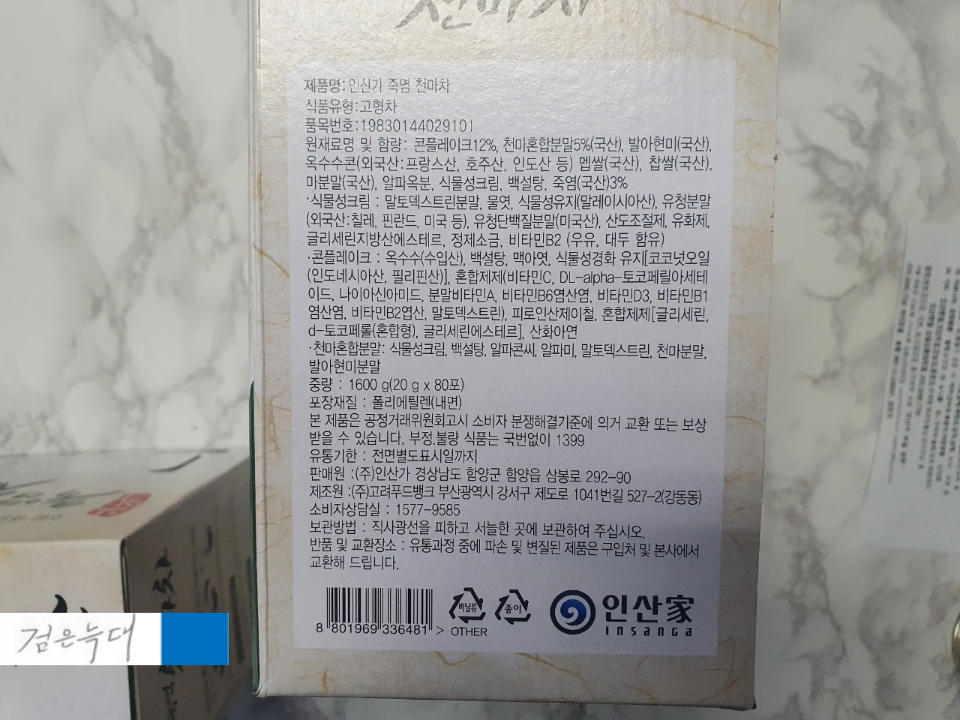 천마차
제품명: 인산가 죽염 천마차
식품유형: 고형차
품목번호: 19830144029101
원재료명 및 함량: 콘플레이크12%, 천마혼합분말5%(국산), 발아현미(국산),
옥수수콘(외국산:프랑스산, 호주산, 인도산 등) 멥쌀(국산), 찹쌀(국산),
마분말(국산), 알파옥분, 식물성크림, 백설탕, 죽염(국산)3%
·식물성크림 : 말토덱스트린분말, 물엿, 식물성유지(말레이시아산), 유청분말
(외국산:칠레, 핀란드, 미국 등), 유청단백질분말(미국산), 산도조절제, 유화제,
글리세린지방산에스테르, 정제소금, 비타민B2 (우유, 대두 함유)
·콘플레이크 : 옥수수(수입산), 백설탕, 맥아엿, 식물성경화 유지[코코넛오일
(인도네시아산, 필리핀산)], 혼합제제(비타민C, DL-alpha-토코페릴아세테
이드, 나이아신아미드, 분말비타민A, 비타민B6염산염, 비타민D3, 비타민B1
염산염, 비타민B2엽산, 말토덱스트린), 피로인산제이철, 혼합제제[글리세린,
d-토코페롤(혼합형), 글리세린에스테르], 산화아연
·천마혼합분말: 식물성크림, 백설탕, 알파콘씨, 알파미, 말토덱스트린, 천마분말,
발아현미분말
중량 : 1600 g(20 g x 80포)
포장재질 : 폴리에틸렌(내면)
본 제품은 공정거래위원회고시 소비자 분쟁해결기준에 의거 교환 또는 보상
받을 수 있습니다. 부정.불량 식품는 국번없이 1399
유통기한 : 전면별도표시일까지
판매원 :(주)인산가 경상남도 함양군 함양읍 삼봉로 292-90
제조원 :(주)고려푸드뱅크 부산광역시 강서구 제도로 1041번길 527-2(강동동)
소비자상담실 : 1577-9585
보관방법 : 직사광선을 피하고 서늘한 곳에 보관하여 주십시오.
반품 및 교환장소 : 유통과정 중에 파손 및 변질된 제품은 구입처 및 본사에서
교환해 드립니다.
비닐류 종이
8 801969 336481 > OTHER
인산家
INSANGA
검은늑대